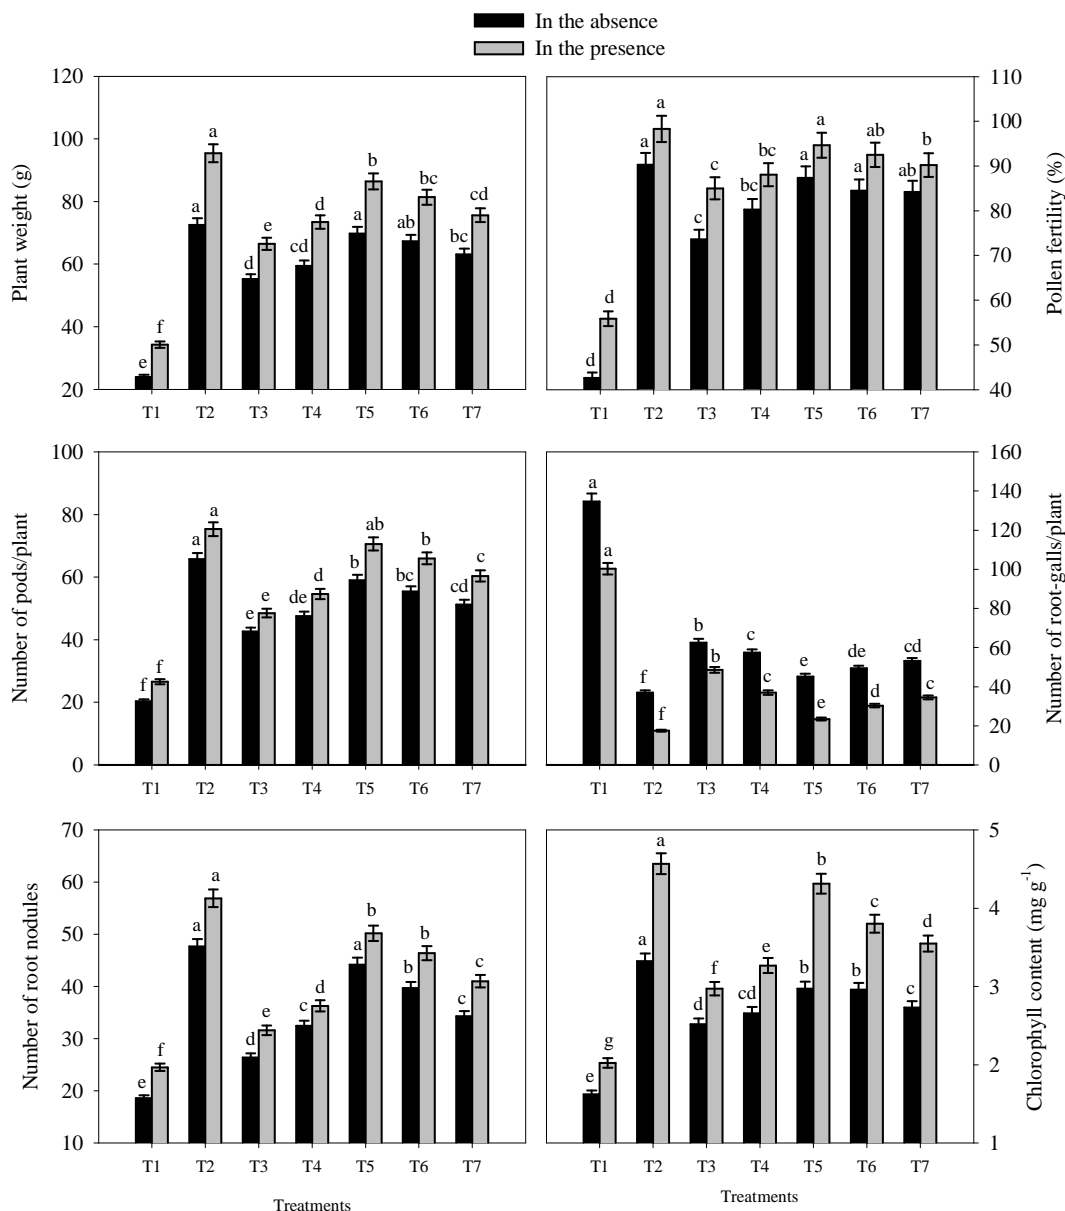 In the absence
In the presence
Plant weight (g)
120
100
80
60
40
20
e f a a d e cd d a b ab bc bc cd
T1 T2 T3 T4 T5 T6 T7
Pollen fertility (%)
110
100
90
80
70
60
50
40
d d a a c c bc bc a a a ab ab b
T1 T2 T3 T4 T5 T6 T7
Number of pods/plant
100
80
60
40
20
0
f f a a e e de d b ab bc b cd c
T1 T2 T3 T4 T5 T6 T7
Number of root-galls/plant
160
140
120
100
80
60
40
20
0
a a f f b b c c e e de d cd c
T1 T2 T3 T4 T5 T6 T7
Number of root nodules
70
60
50
40
30
20
10
e f a a d e c d a b b b c c
T1 T2 T3 T4 T5 T6 T7
Treatments
Chlorophyll content (mg g⁻¹)
5
4
3
2
1
e g a a d f cd e b b b c c d
T1 T2 T3 T4 T5 T6 T7
Treatments